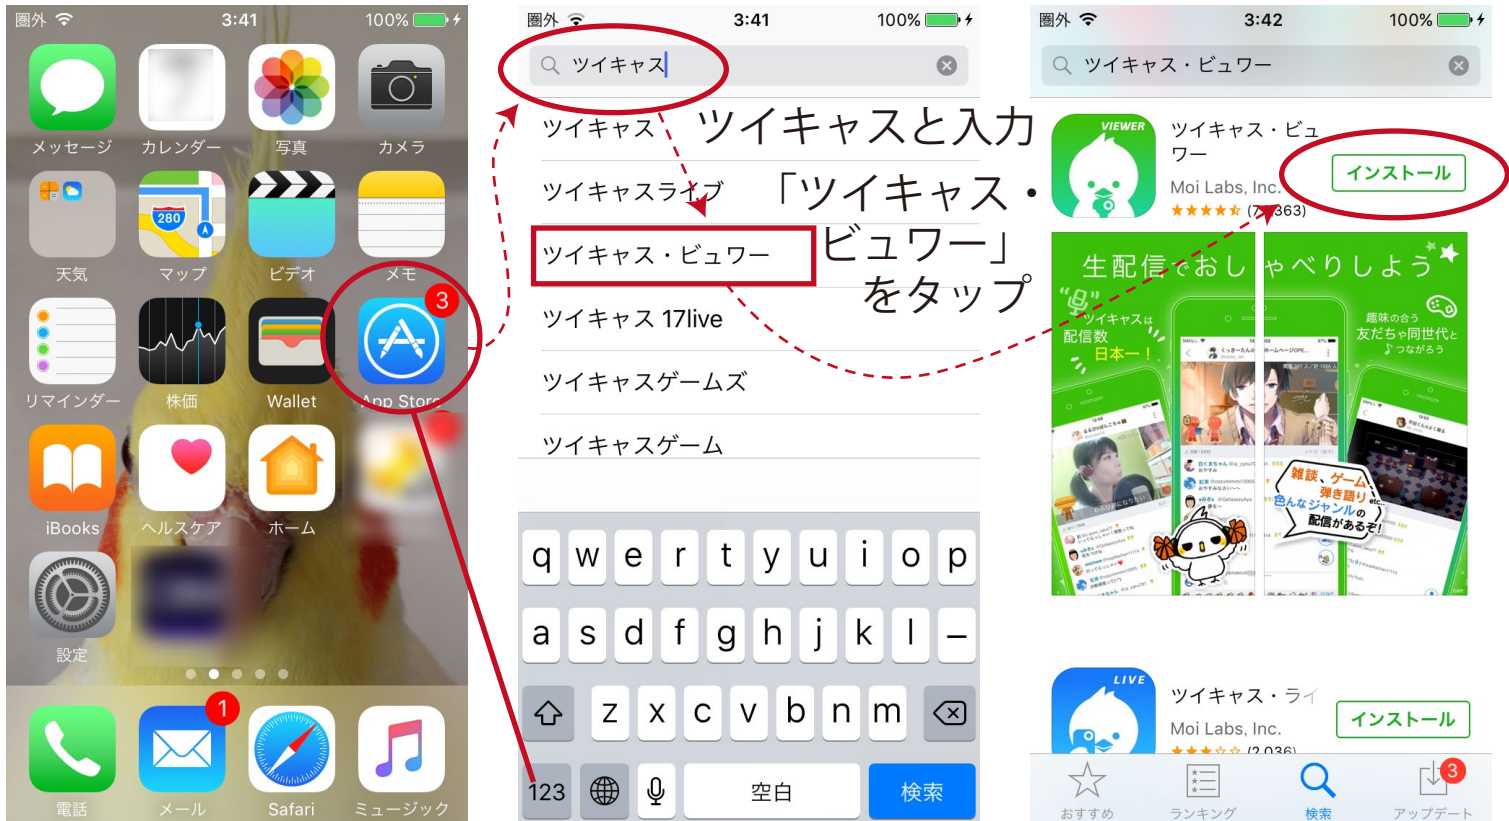 圏外
3:41
100%
メッセージ
カレンダー
写真
カメラ
天気
280
マップ
ビデオ
メモ
3
リマインダー
株価
Wallet
App Store
iBooks
ヘルスケア
ホーム
設定
1
電話
メール
Safari
ミュージック
圏外
3:41
100%
ツイキャス
ツイキャス
ツイキャスライブ
ツイキャス・ビュワー
ツイキャス 17live
ツイキャスゲームズ
ツイキャスゲーム
ツイキャスと入力
「ツイキャス・
ビュワー」
をタップ
q w e r t y u i o p
a s d f g h j k l ー
z x c v b n m
123
空白
検索
圏外
3:42
100%
ツイキャス・ビュワー
VIEWER
ツイキャス・ビュ
ワー
Moi Labs, Inc.
インストール
生配信でおしゃべりしよう
ツイキャスは
配信数
日本一！
趣味の合う
友だちや同世代と
つながろう
雑談、ゲーム、
弾き語り etc...
色んなジャンルの
配信があるぞ!
LIVE
ツイキャス・ライ
Moi Labs, Inc.
(2,036)
インストール
おすすめ
ランキング
検索
3
アップデート